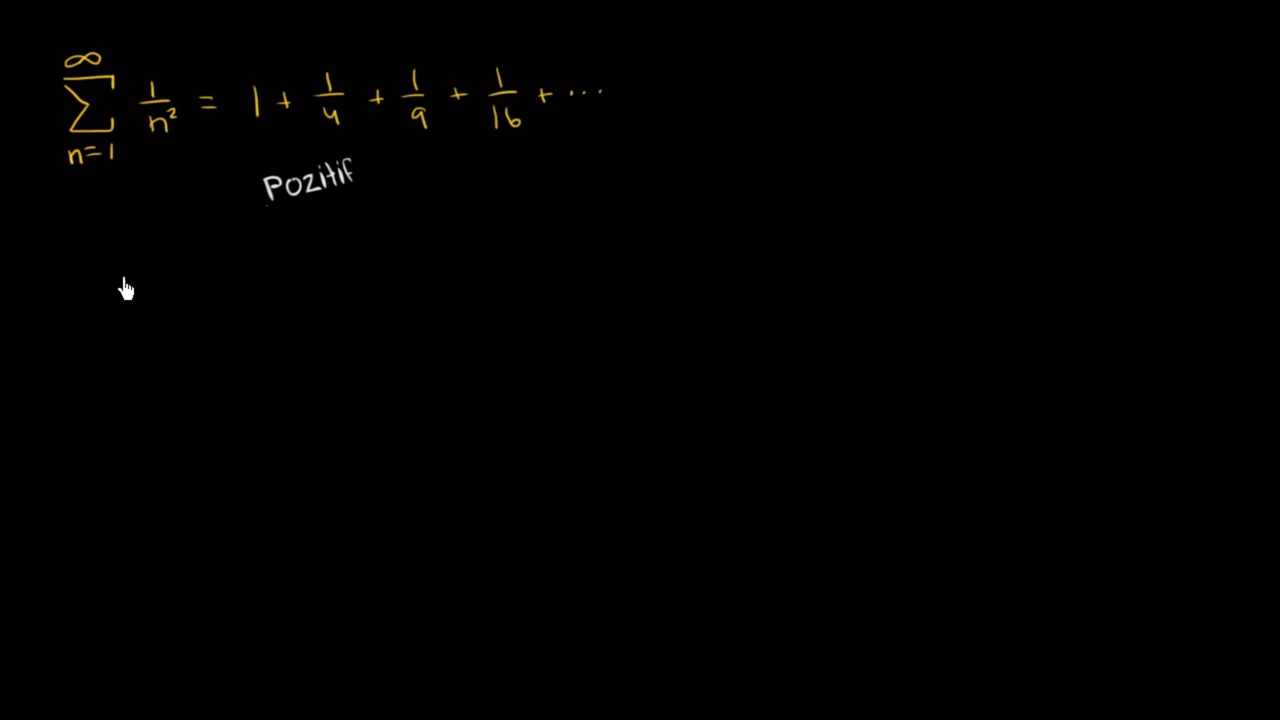 ∞
∑ 1/n² = 1 + 1/4 + 1/9 + 1/16 + ...
n=1
Pozitif